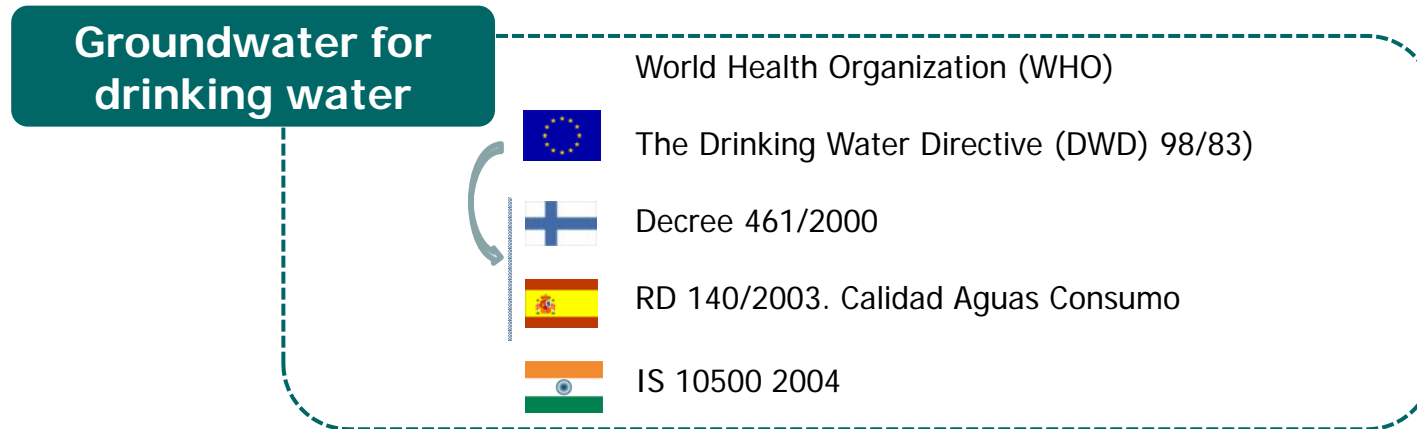 Groundwater for
drinking water
World Health Organization (WHO)
The Drinking Water Directive (DWD) 98/83)
Decree 461/2000
RD 140/2003. Calidad Aguas Consumo
IS 10500 2004